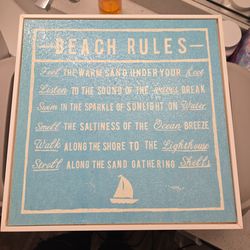 BEACH RULES
Feel THE WARM SAND UNDER YOUR feet
Listen TO THE SOUND OF THE waves BREAK
Swim IN THE SPARKLE OF SUNLIGHT ON Water
Smell THE SALTINESS OF THE Ocean BREEZE
Walk ALONG THE SHORE TO THE Lighthouse
Stroll ALONG THE SAND GATHERING Shells